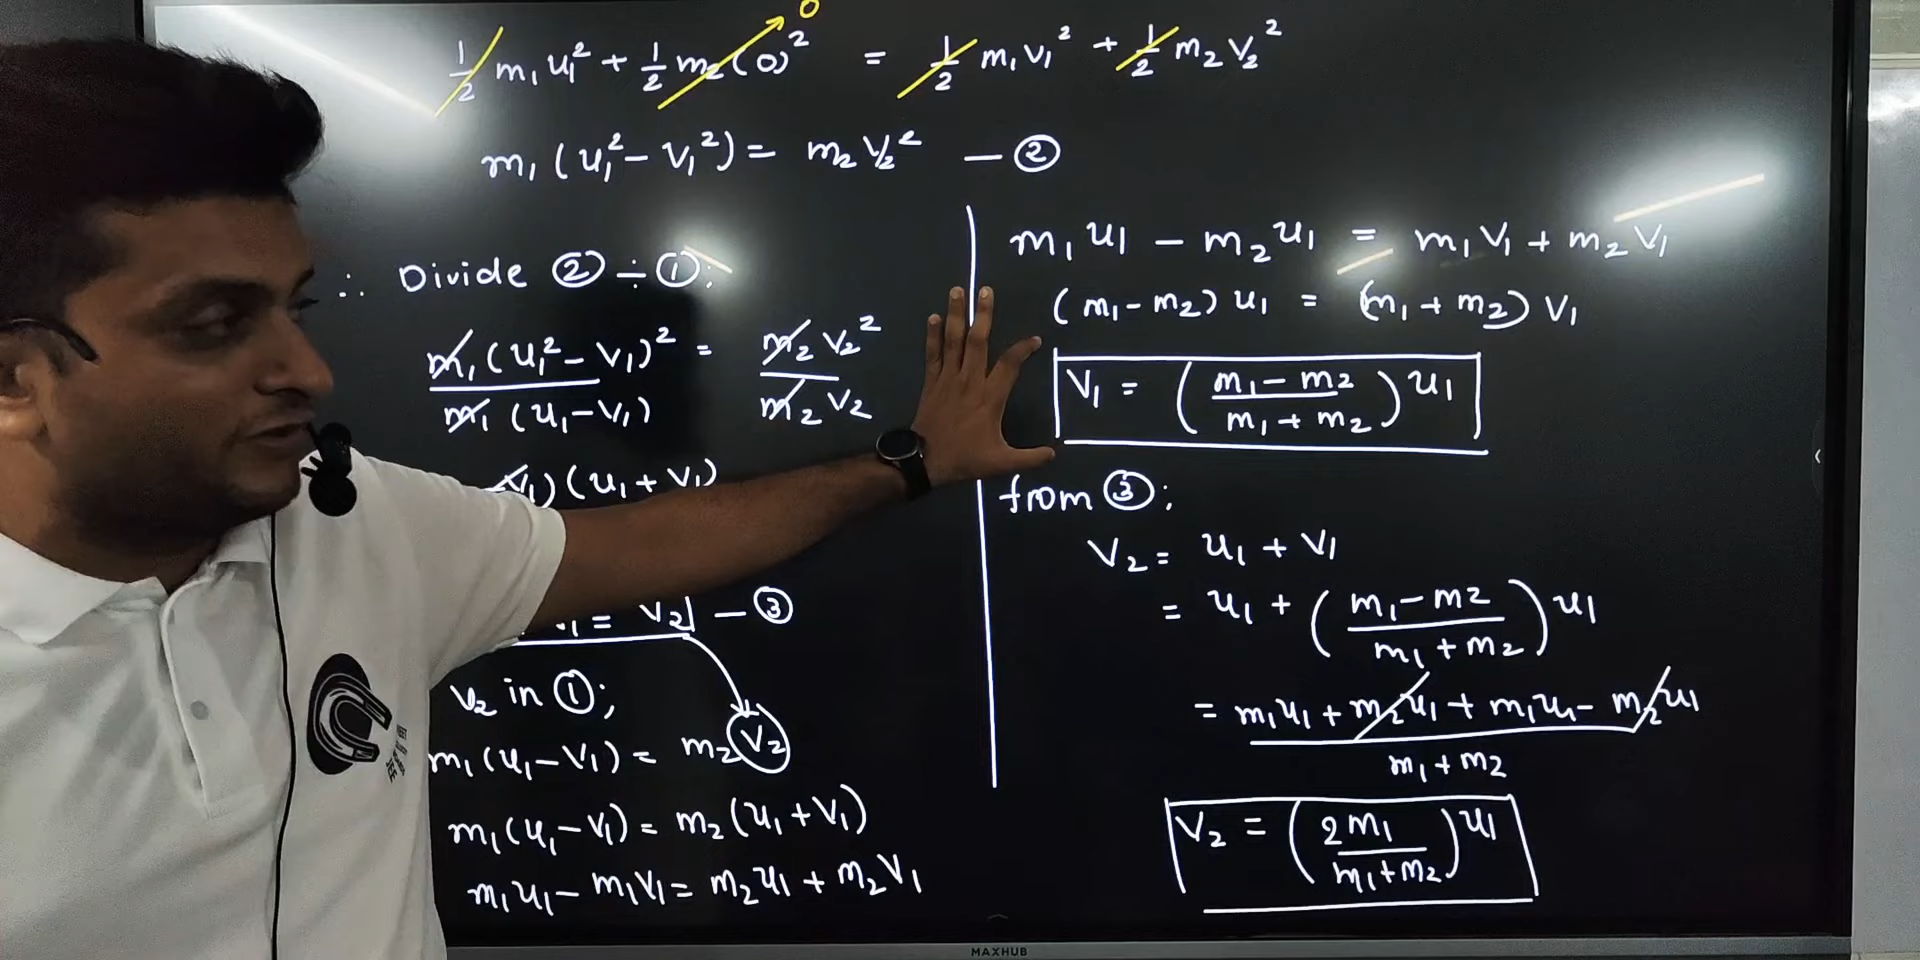 0
1/2 m₁u₁² + 1/2 m₂(0)² = 1/2 m₁v₁² + 1/2 m₂v₂²
m₁(u₁² - v₁²) = m₂v₂² — ②
∴ Divide ② ÷ ①:
m₁(u₁² - v₁)² = m₂v₂²
m₁(u₁ - v₁) m₂v₂
v₁)(u₁ + v₁)
v₁ = v₂ — ③
v₂ in ①;
m₁(u₁ - v₁) = m₂v₂
m₁(u₁ - v₁) = m₂(u₁ + v₁)
m₁u₁ - m₁v₁ = m₂u₁ + m₂v₁
m₁u₁ - m₂u₁ = m₁v₁ + m₂v₁
(m₁ - m₂)u₁ = (m₁ + m₂)v₁
v₁ = (m₁ - m₂ / m₁ + m₂)u₁
from ③:
v₂ = u₁ + v₁
= u₁ + (m₁ - m₂ / m₁ + m₂)u₁
= m₁u₁ + m₂u₁ + m₁u₁ - m₂u₁
m₁ + m₂
v₂ = (2m₁ / m₁ + m₂)u₁
MAXHUB